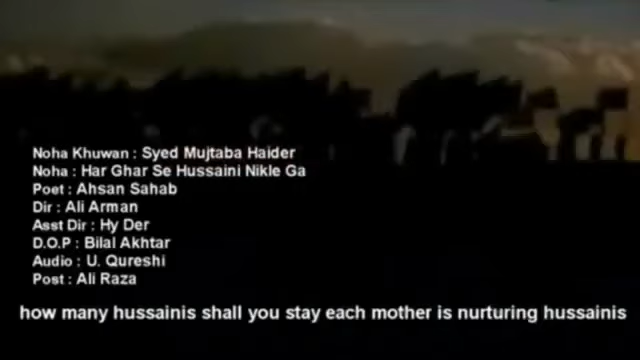 Noha Khuwan : Syed Mujtaba Haider
Noha : Har Ghar Se Hussaini Nikle Ga
Poet : Ahsan Sahab
Dir : Ali Arman
Asst Dir : Hy Der
D.O.P : Bilal Akhtar
Audio : U. Qureshi
Post : Ali Raza
how many hussainis shall you stay each mother is nurturing hussainis